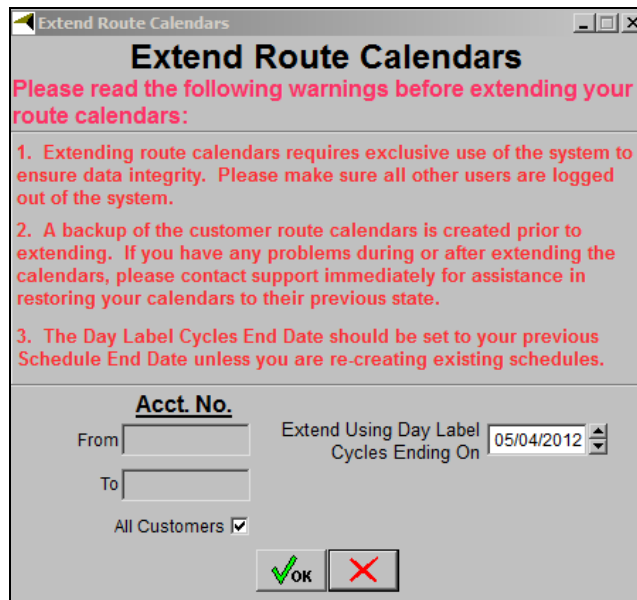 Extend Route Calendars
Extend Route Calendars
Please read the following warnings before extending your
route calendars:
1.  Extending route calendars requires exclusive use of the system to
ensure data integrity.  Please make sure all other users are logged
out of the system.
2.  A backup of the customer route calendars is created prior to
extending.  If you have any problems during or after extending the
calendars, please contact support immediately for assistance in
restoring your calendars to their previous state.
3.  The Day Label Cycles End Date should be set to your previous
Schedule End Date unless you are re-creating existing schedules.
Acct. No.
From
To
All Customers
Extend Using Day Label
Cycles Ending On
05/04/2012
OK